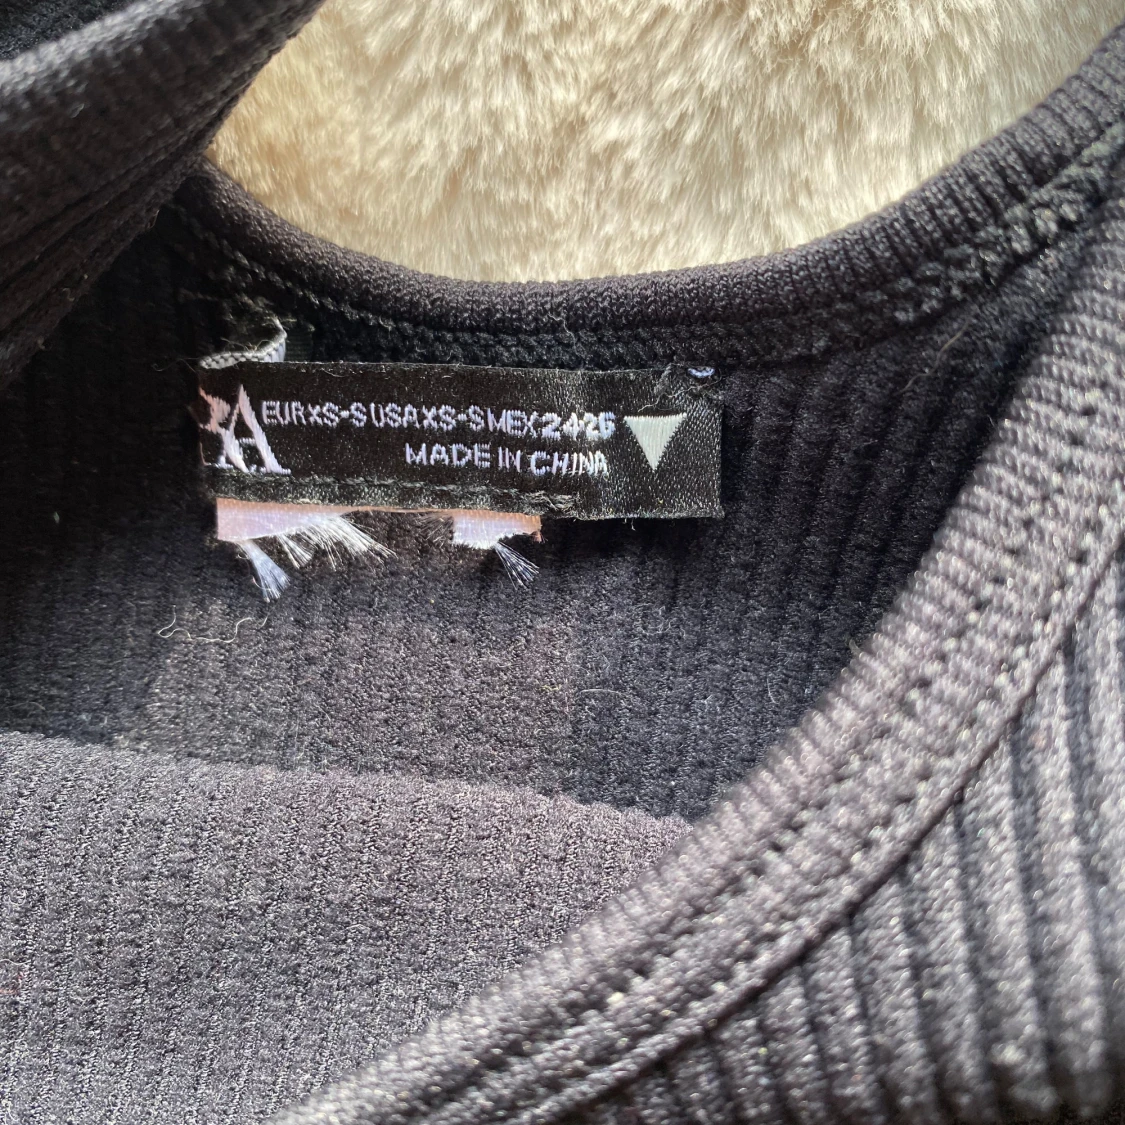 A EUR XS-S USA XS-S MEX 24-26
MADE IN CHINA